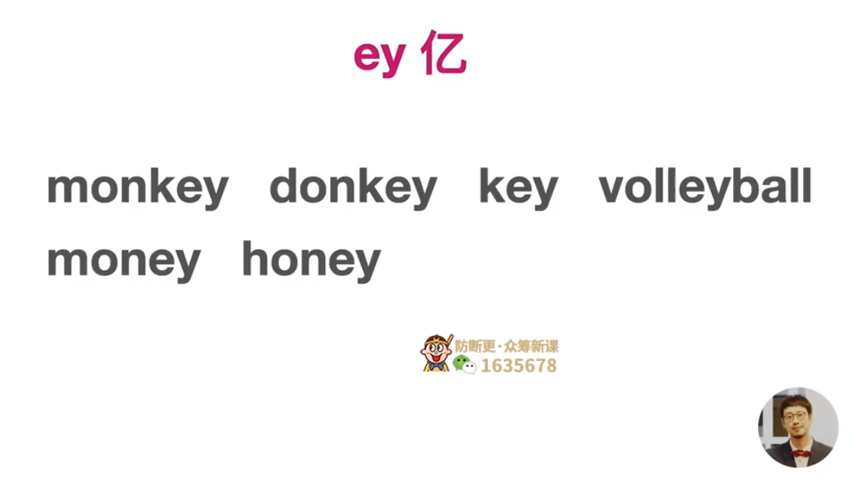 ey 亿
monkey donkey key volleyball
money honey
防断更·众筹新课
1635678